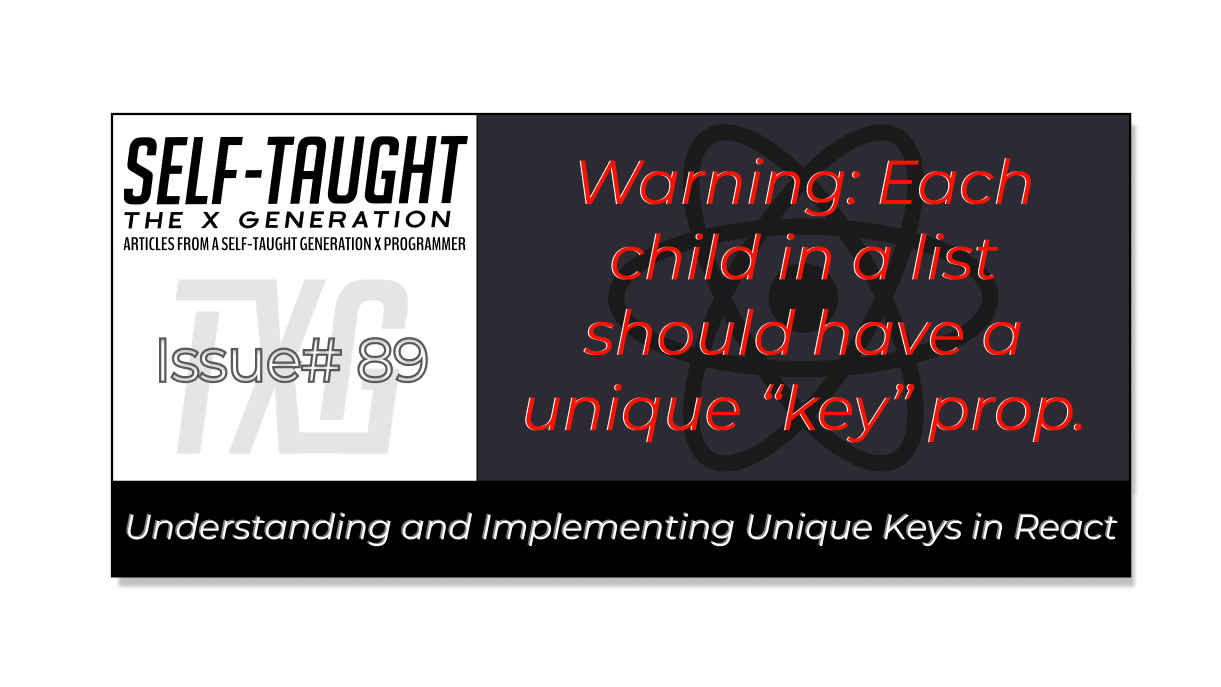 SELF-TAUGHT
THE X GENERATION
ARTICLES FROM A SELF-TAUGHT GENERATION X PROGRAMMER
TXG
Issue# 89
Warning: Each
child in a list
should have a
unique “key” prop.
Understanding and Implementing Unique Keys in React